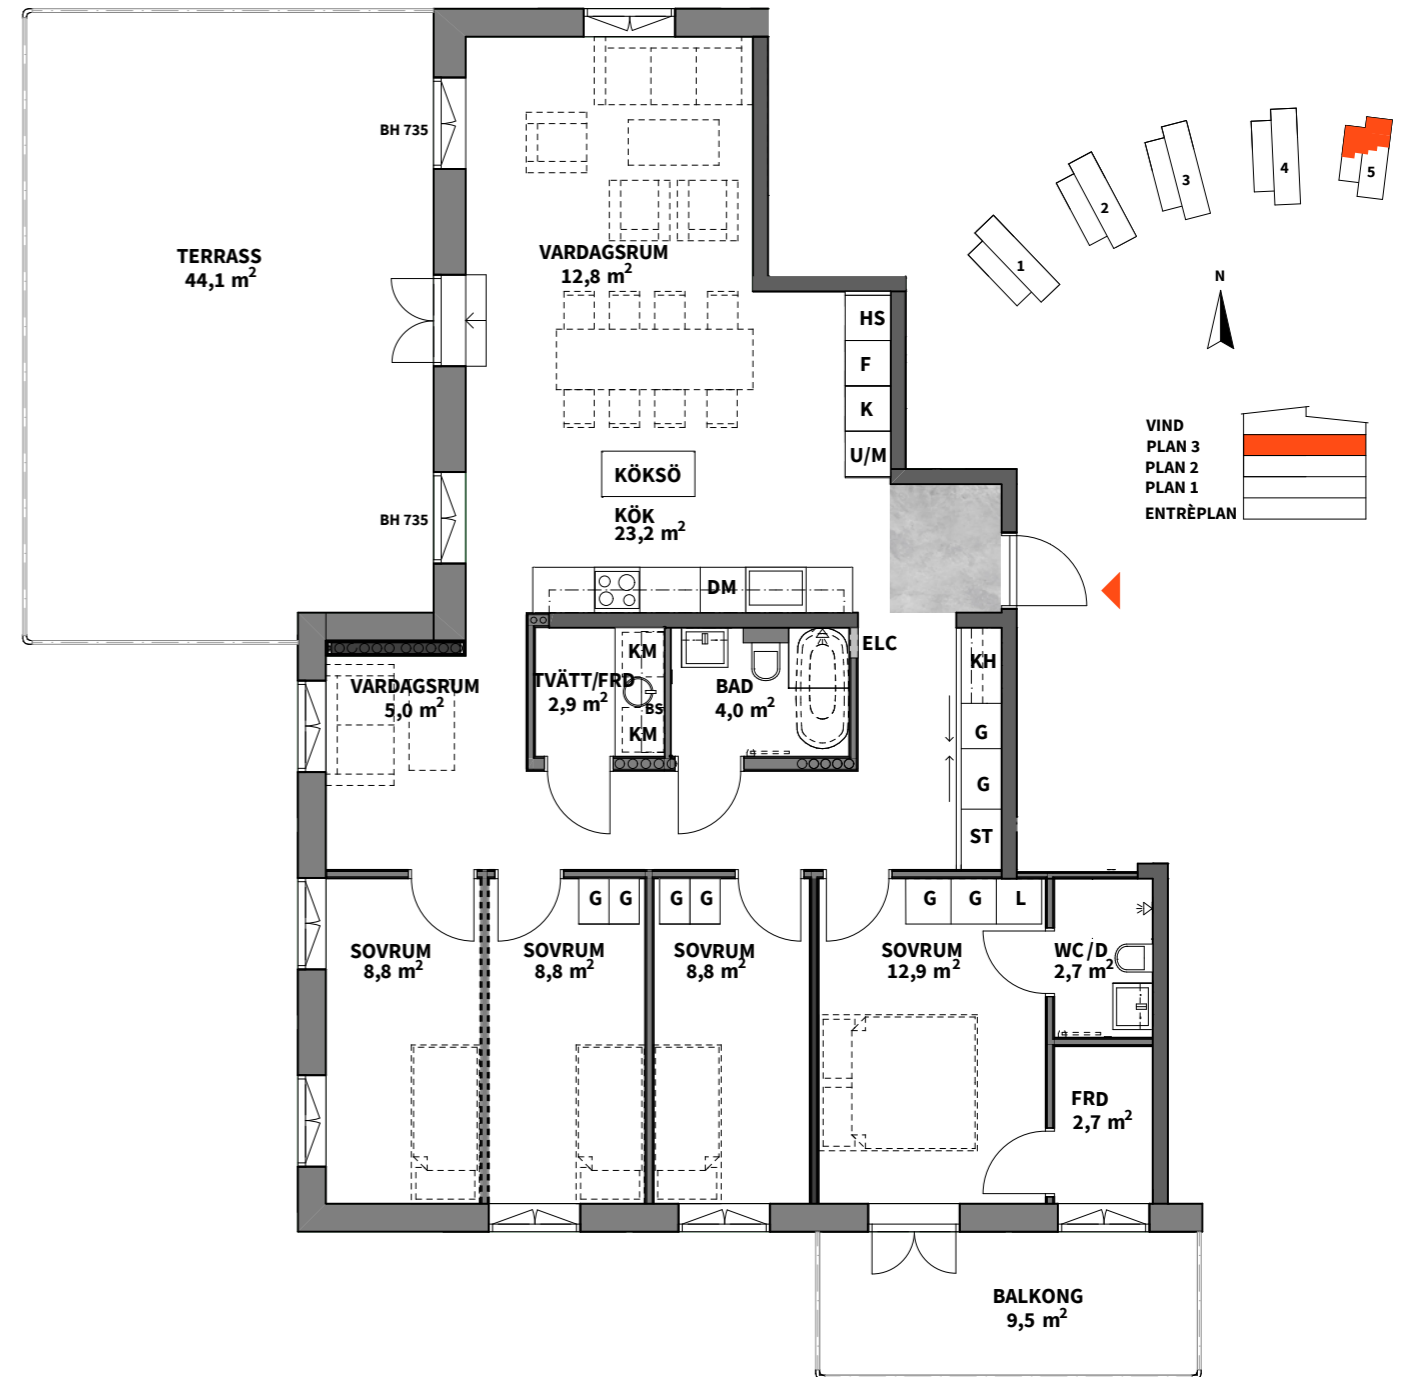 BH 735
TERRASS
44,1 m²
VARDAGSRUM
12,8 m²
HS
F
K
U/M
KÖKSÖ
KÖK
23,2 m²
BH 735
DM
ELC
KM
TVÄTT/FRD
2,9 m²
BS
KM
BAD
4,0 m²
VARDAGSRUM
5,0 m²
KH
G
G
ST
G G
G G
G G L
SOVRUM
8,8 m²
SOVRUM
8,8 m²
SOVRUM
8,8 m²
SOVRUM
12,9 m²
WC/D
2,7 m²
FRD
2,7 m²
BALKONG
9,5 m²
1
2
3
4
5
N
VIND
PLAN 3
PLAN 2
PLAN 1
ENTRÈPLAN